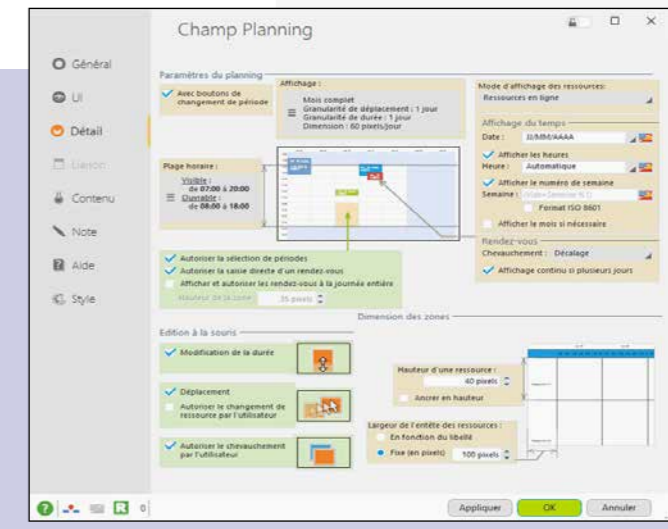 Champ Planning
Général
UI
Détail
Liaison
Contenu
Note
Aide
Style
Paramètres du planning
Avec boutons de
changement de période
Affichage :
Mois complet
Granularité de déplacement : 1 jour
Granularité de durée : 1 jour
Dimension : 60 pixels/jour
Mode d'affichage des ressources:
Ressources en ligne
Affichage du temps
Date : JJ/MM/AAAA
Afficher les heures
Heure : Automatique
Afficher le numéro de semaine
Semaine :
Format ISO 8601
Afficher le mois si nécessaire
Rendez-vous
Chevauchement : Décalage
Affichage continu si plusieurs jours
Plage horaire :
Visible :
de 07:00 à 20:00
Ouvrable :
de 08:00 à 18:00
Autoriser la sélection de périodes
Autoriser la saisie directe d'un rendez-vous
Afficher et autoriser les rendez-vous à la journée entière
Hauteur de la zone : 35 pixels
Dimension des zones
Edition à la souris
Modification de la durée
Déplacement
Autoriser le changement de
ressource par l'utilisateur
Autoriser le chevauchement
par l'utilisateur
Hauteur d'une ressource :
40 pixels
Ancrer en hauteur
Largeur de l'entête des ressources :
En fonction du libellé
Fixe (en pixels) 100 pixels
? R 0
Appliquer OK Annuler